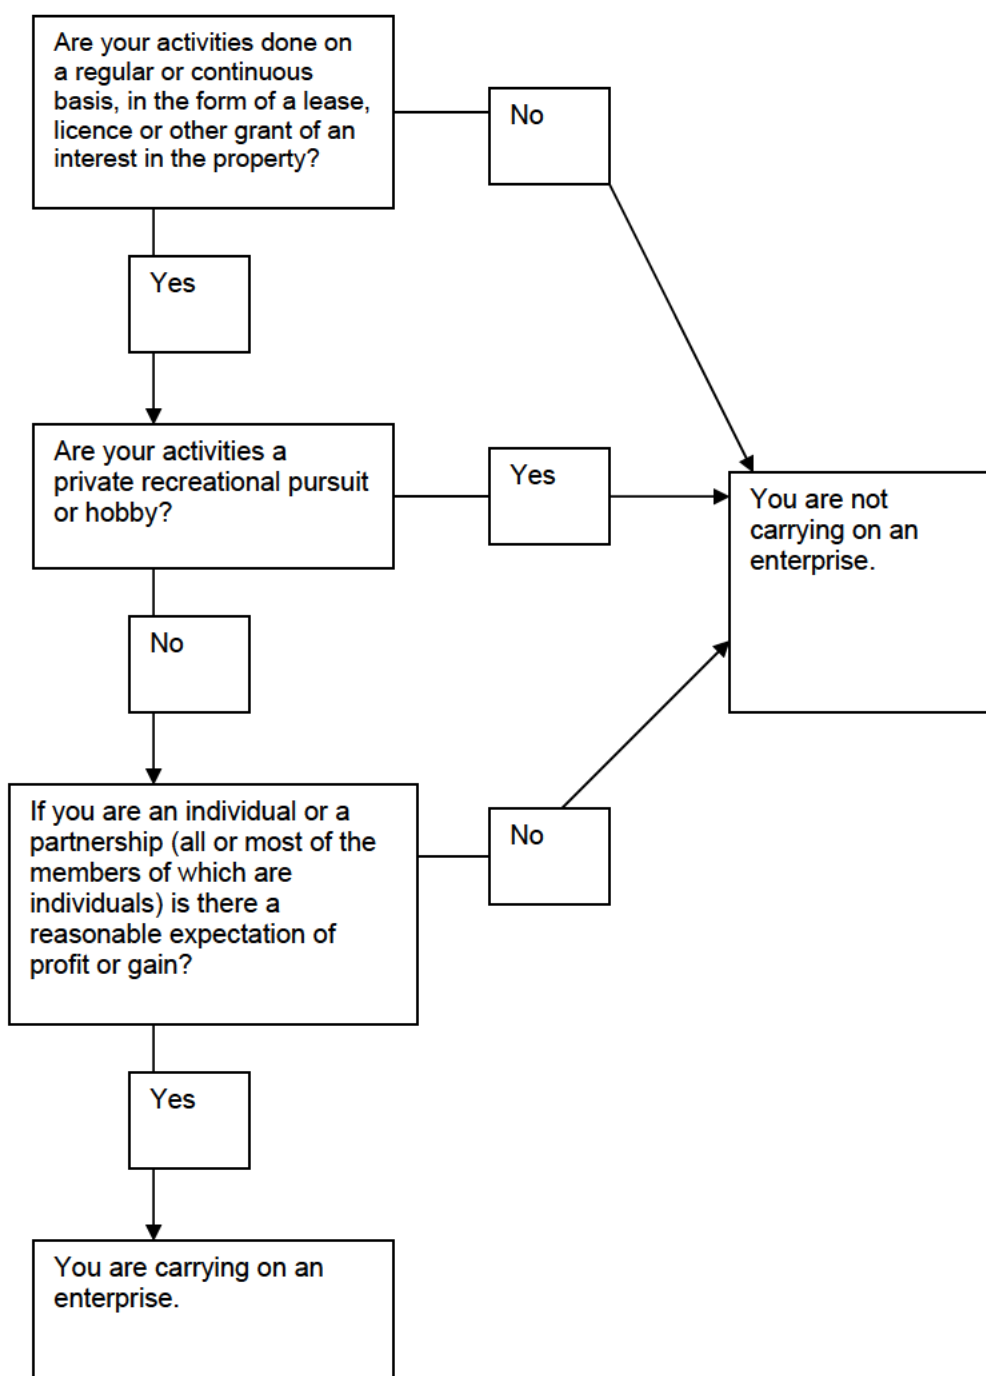 Are your activities done on
a regular or continuous
basis, in the form of a lease,
licence or other grant of an
interest in the property?
No
Yes
Are your activities a
private recreational pursuit
or hobby?
Yes
You are not
carrying on an
enterprise.
No
If you are an individual or a
partnership (all or most of the
members of which are
individuals) is there a
reasonable expectation of
profit or gain?
No
Yes
You are carrying on an
enterprise.